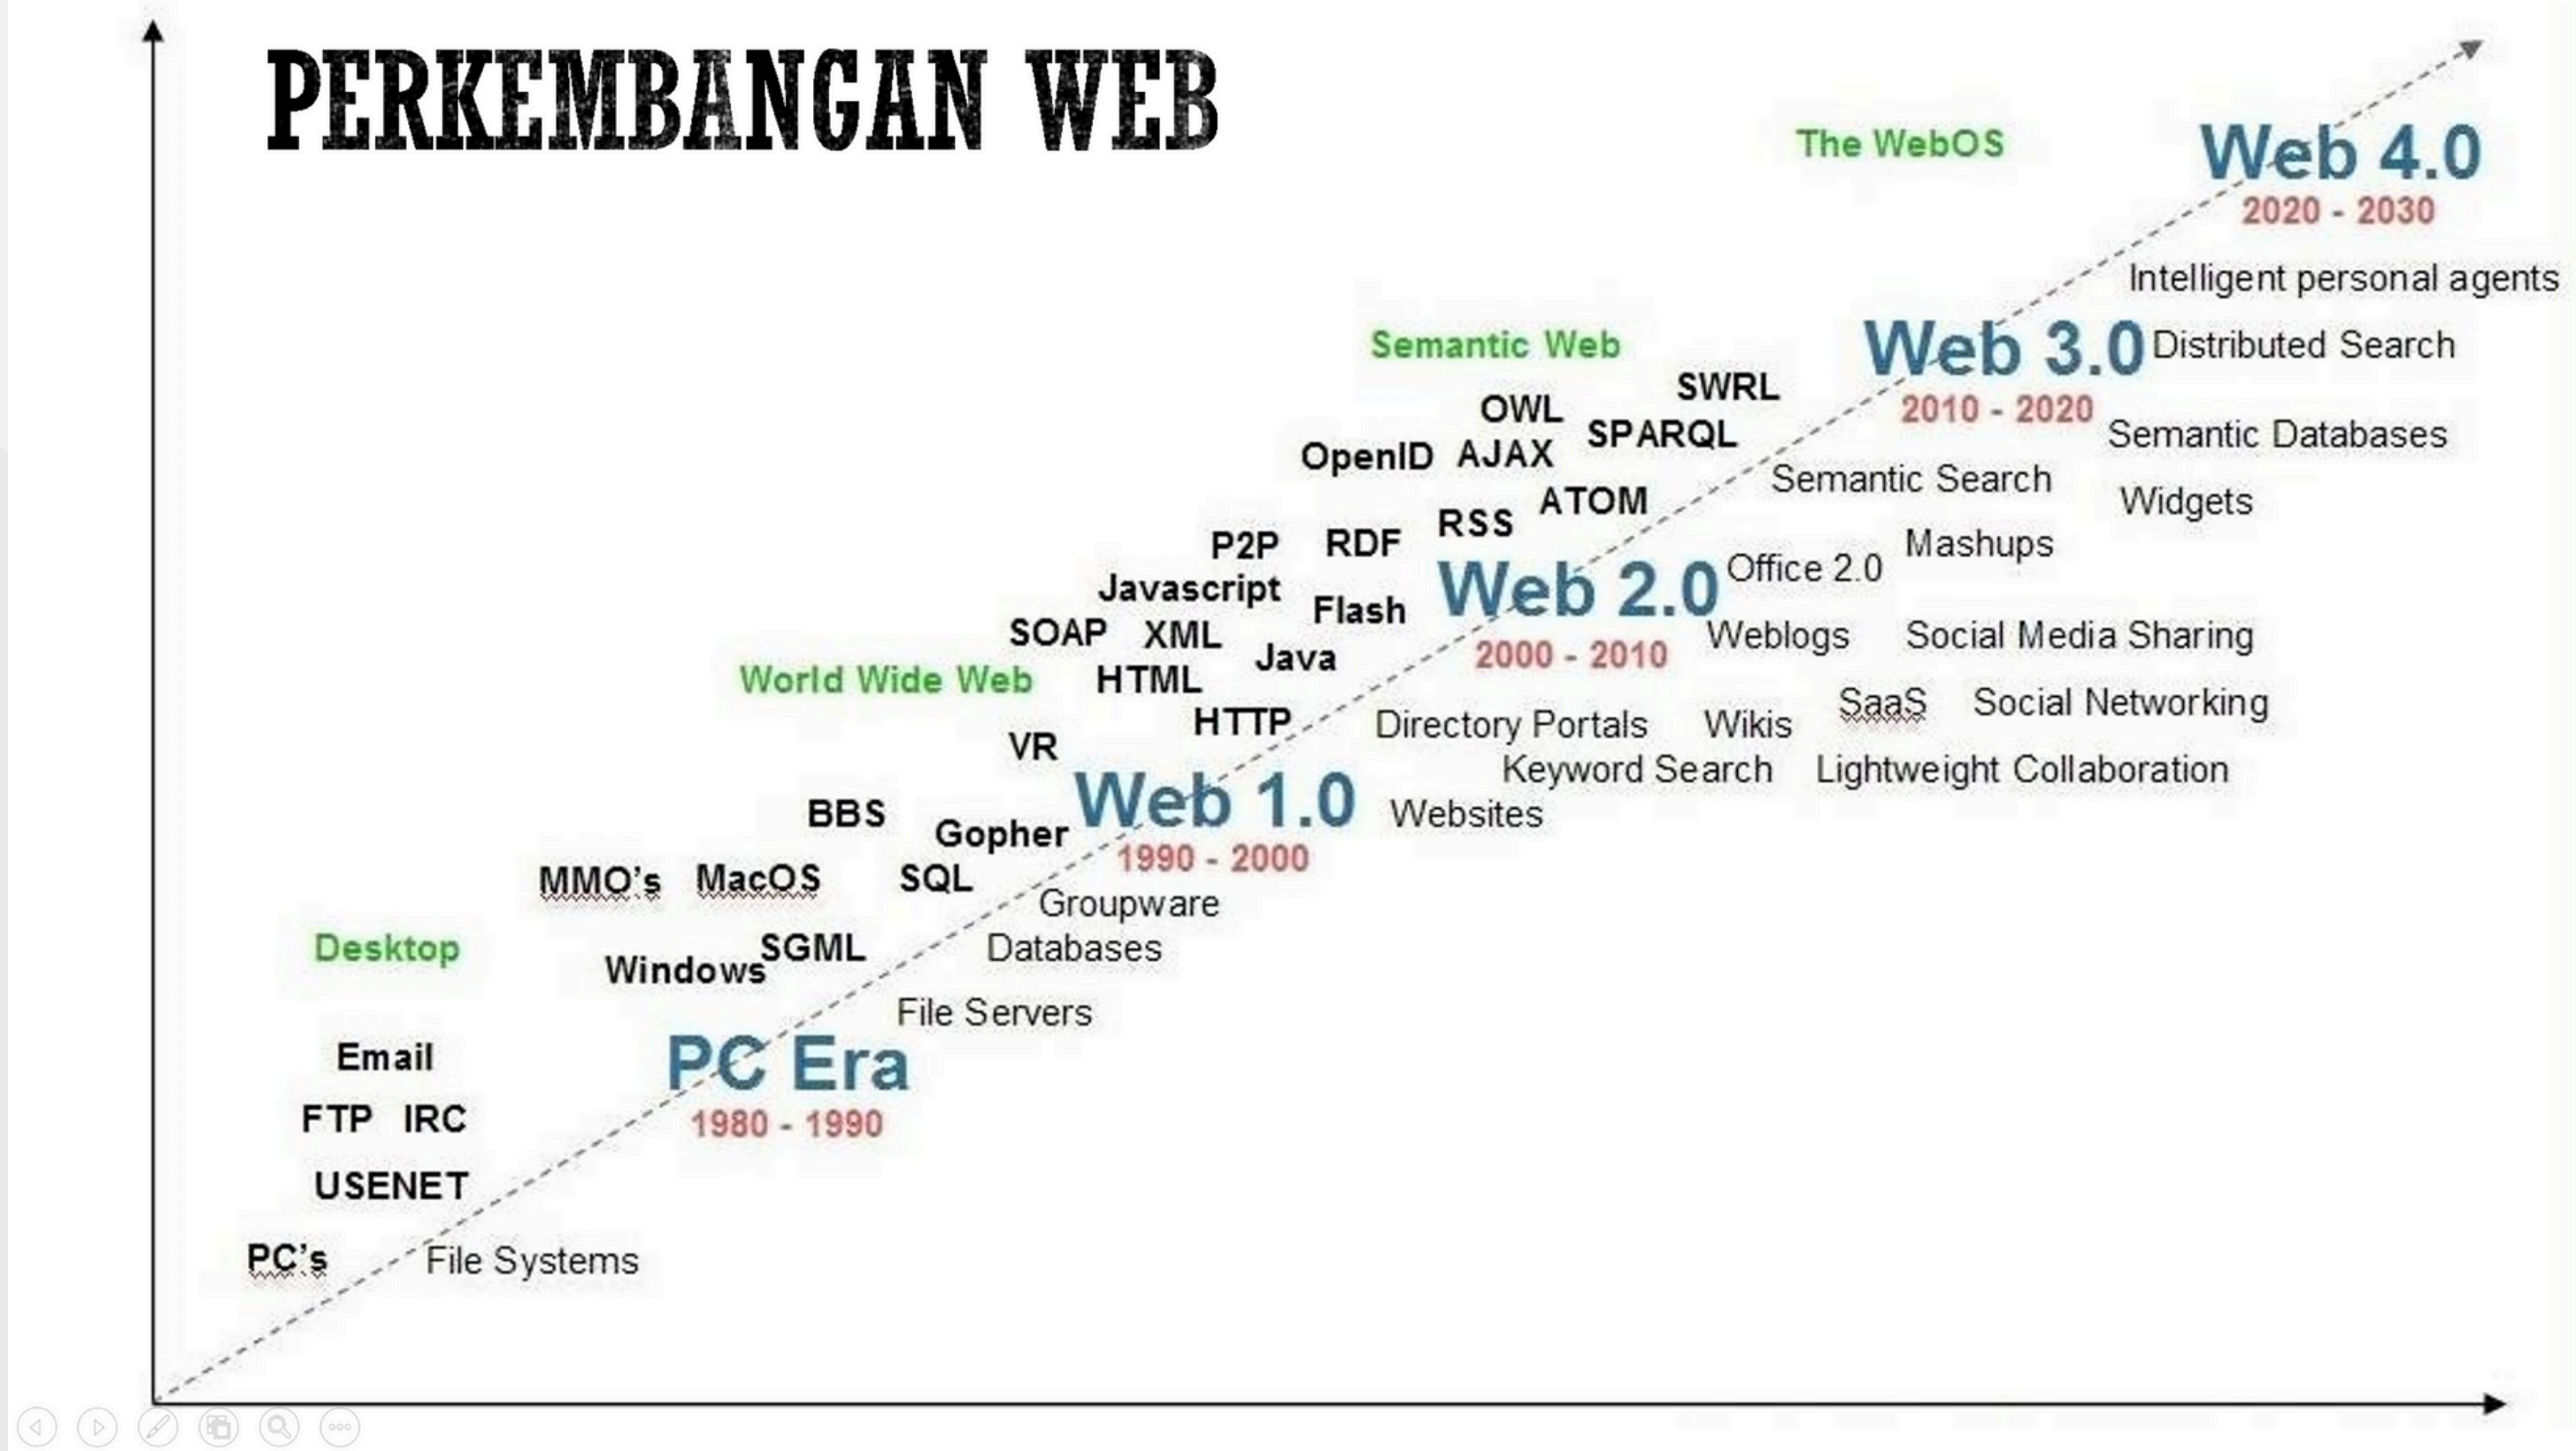 PERKEMBANGAN WEB
The WebOS
Web 4.0
2020 - 2030
Intelligent personal agents
Semantic Web
Web 3.0
Distributed Search
SWRL
OWL
2010 - 2020
SPARQL
Semantic Databases
OpenID
AJAX
Semantic Search
ATOM
Widgets
RSS
P2P
RDF
Mashups
Office 2.0
Web 2.0
Javascript
Flash
SOAP
XML
Weblogs
Social Media Sharing
2000 - 2010
Java
World Wide Web
HTML
SaaS
Social Networking
HTTP
Directory Portals
Wikis
VR
Keyword Search
Lightweight Collaboration
Web 1.0
Websites
BBS
Gopher
1990 - 2000
MMO's
MacOS
SQL
Groupware
Desktop
SGML
Databases
Windows
File Servers
Email
PC Era
FTP
IRC
1980 - 1990
USENET
PC's
File Systems